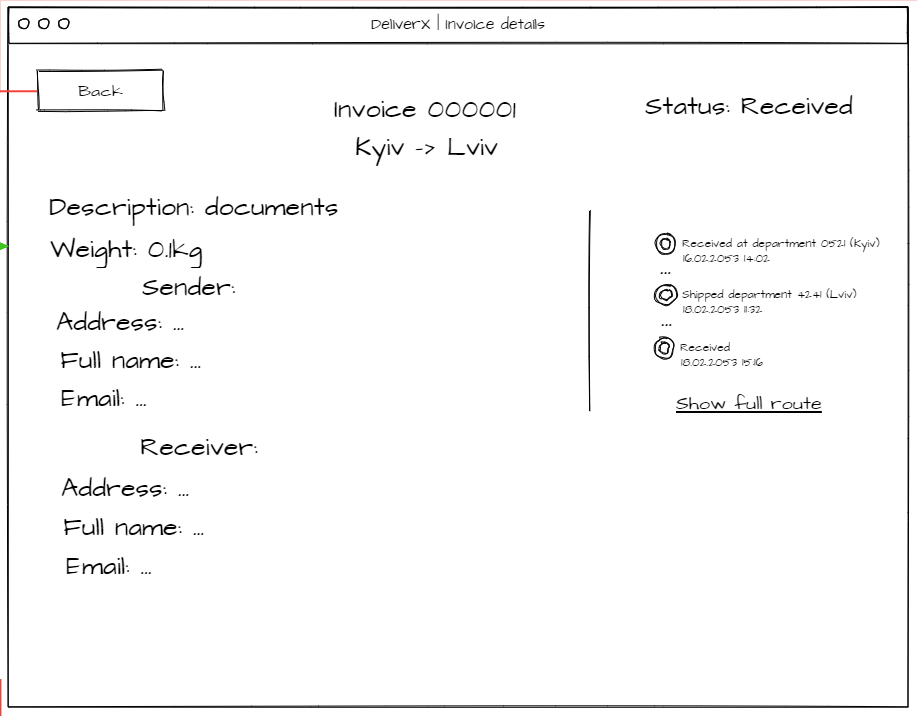 DeliverX | Invoice details
Back
Invoice 000001
Kyiv -> Lviv
Status: Received
Description: documents
Weight: 0.1kg
Sender:
Address: ...
Full name: ...
Email: ...
Receiver:
Address: ...
Full name: ...
Email: ...
Received at department 0521 (Kyiv)
16.02.2053 14:02
...
Shipped department 4241 (Lviv)
18.02.2053 11:32
...
Received
18.02.2053 15:16
Show full route